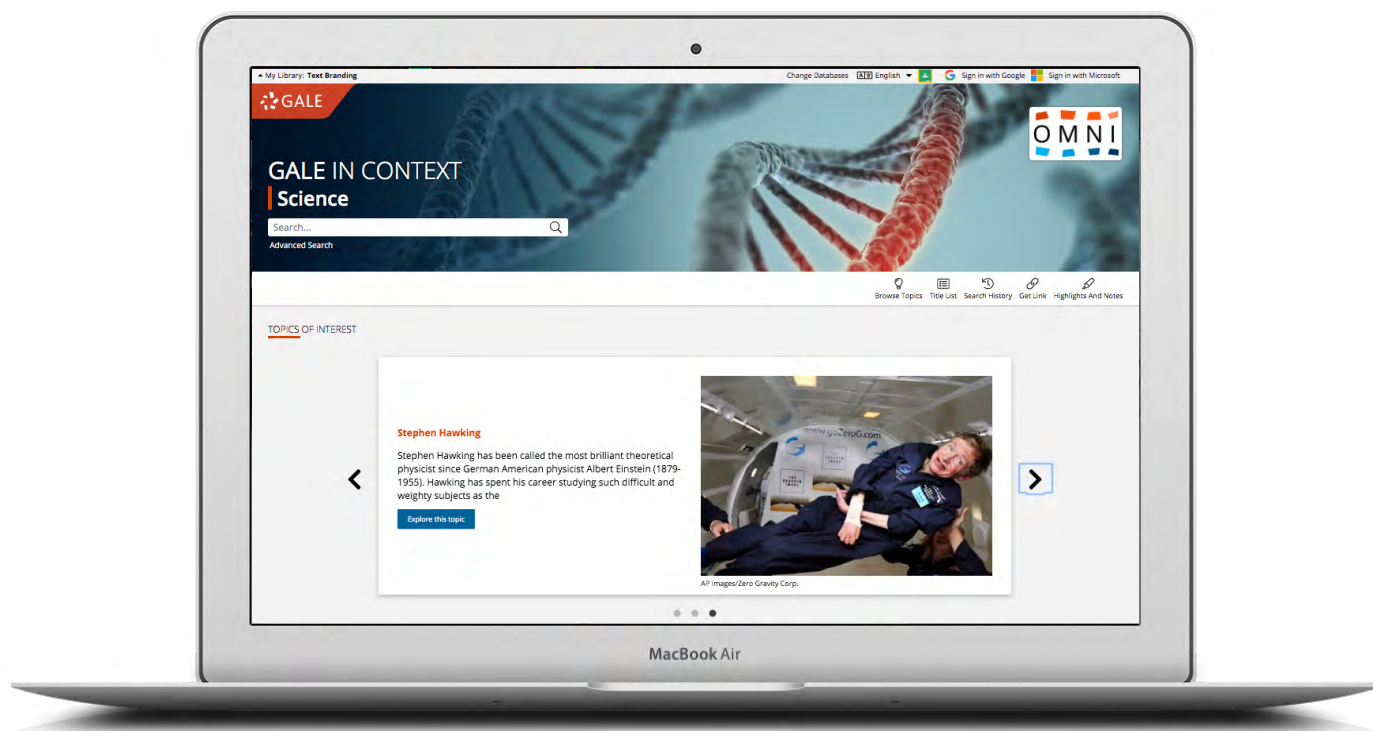 My Library: Text Branding
Change Databases
English
Sign in with Google
Sign in with Microsoft
GALE
OMNI
GALE IN CONTEXT
Science
Search...
Advanced Search
Browse Topics
Title List
Search History
Get Link
Highlights And Notes
TOPICS OF INTEREST
Stephen Hawking
Stephen Hawking has been called the most brilliant theoretical
physicist since German American physicist Albert Einstein (1879-
1955). Hawking has spent his career studying such difficult and
weighty subjects as the
Explore this topic
www.goZeroG.com
AP Images/Zero Gravity Corp.
MacBook Air